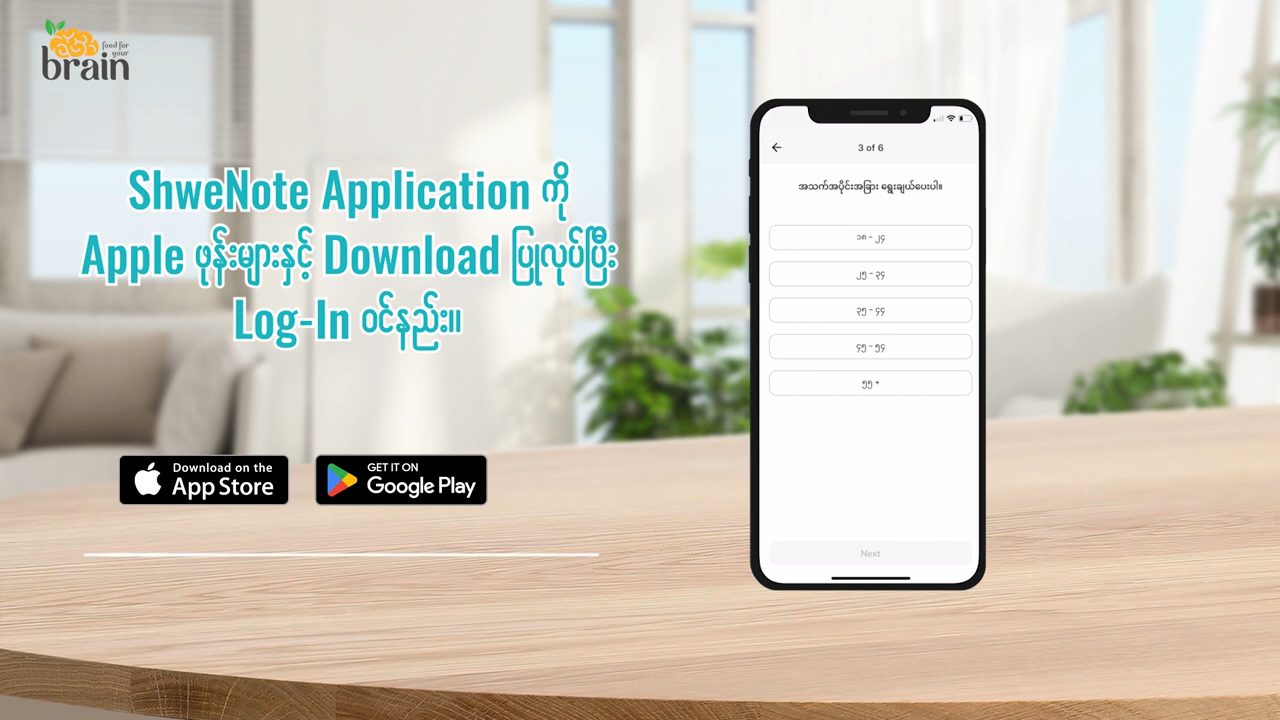 food for
your
brain
ShweNote Application ကို
Apple ဖုန်းများနှင့် Download ပြုလုပ်ပြီး
Log-In ဝင်နည်း။
Download on the
App Store
GET IT ON
Google Play
3 of 6
အသက်အပိုင်းအခြား ရွေးချယ်ပေးပါ။
၁၈ - ၂၄
၂၅ - ၃၄
၃၅ - ၄၄
၄၅ - ၅၄
၅၅ +
Next